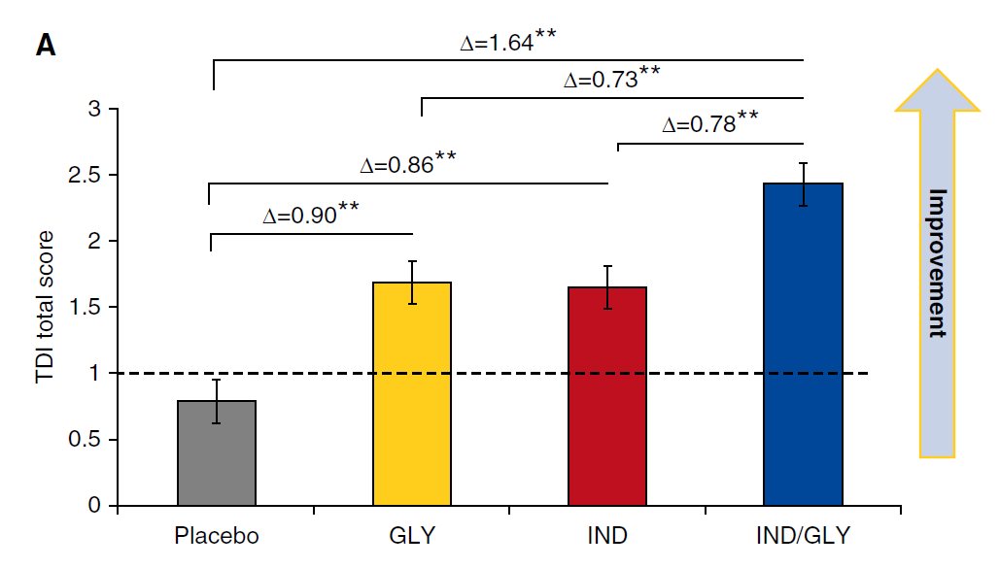 A
Δ=1.64**
Δ=0.73**
Δ=0.78**
Δ=0.86**
Δ=0.90**
3
2.5
2
1.5
1
0.5
0
TDI total score
Improvement
Placebo GLY IND IND/GLY